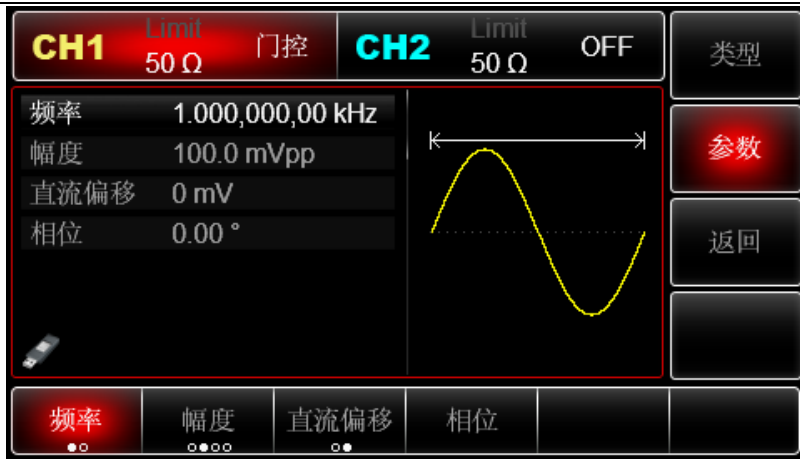 CH1 Limit 50 Ω 门控
CH2 Limit 50 Ω OFF
类型
频率 1.000,000,00 kHz
幅度 100.0 mVpp
直流偏移 0 mV
相位 0.00 °
参数
返回
频率 幅度 直流偏移 相位